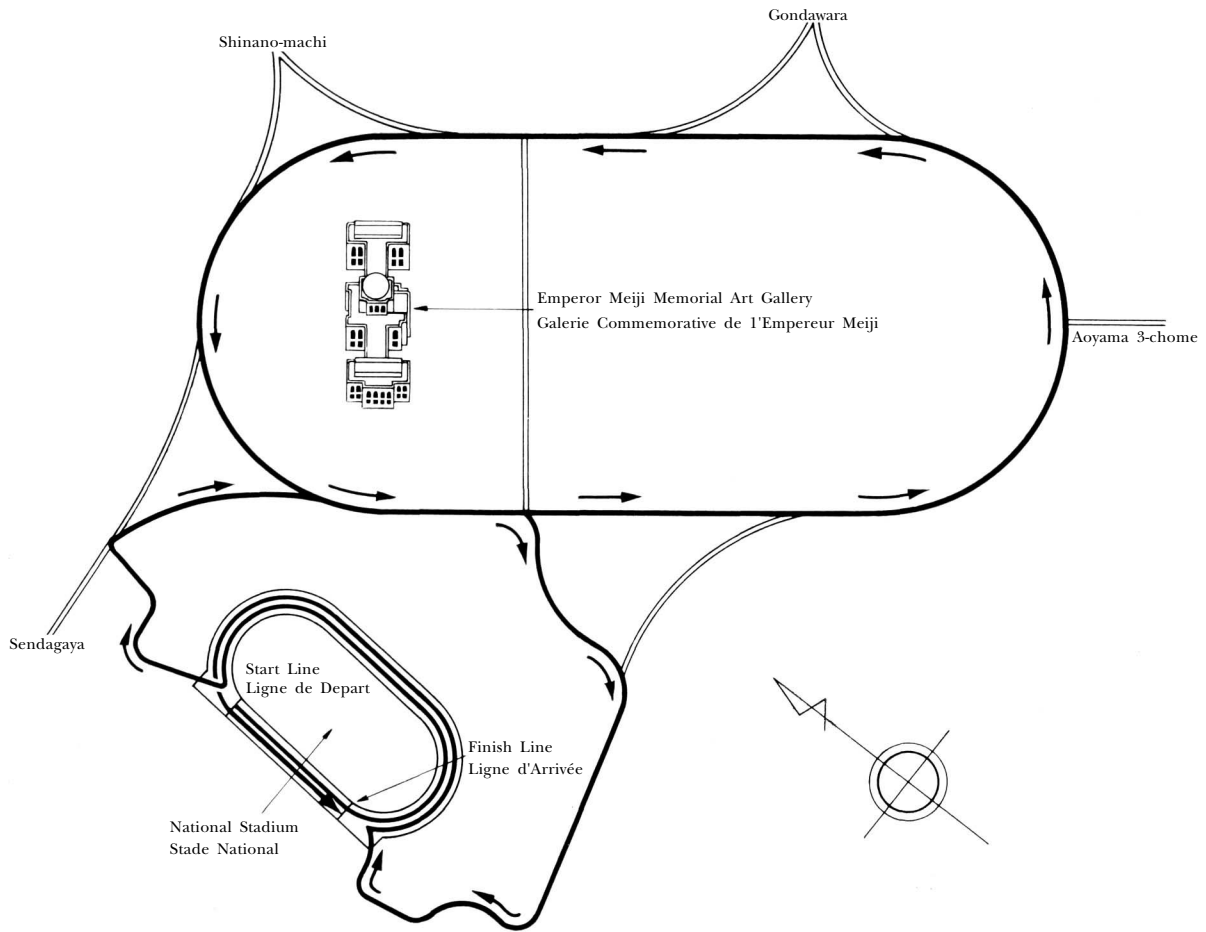 Gondawara
Shinano-machi
Emperor Meiji Memorial Art Gallery
Galerie Commemorative de 1'Empereur Meiji
Aoyama 3-chome
Sendagaya
Start Line
Ligne de Depart
Finish Line
Ligne d'Arrivée
National Stadium
Stade National